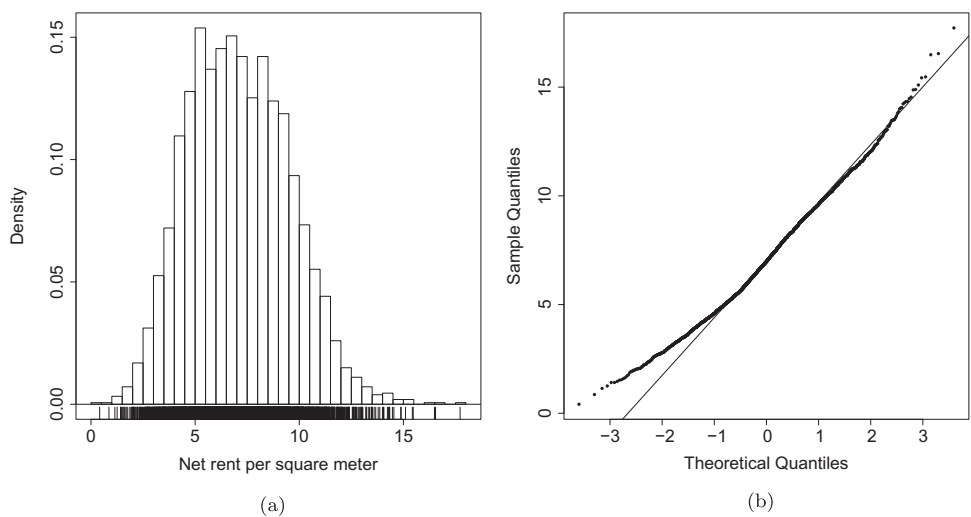 0.15
0.10
0.05
0.00
Density
0 5 10 15
Net rent per square meter
(a)
15
10
5
0
Sample Quantiles
−3 −2 −1 0 1 2 3
Theoretical Quantiles
(b)